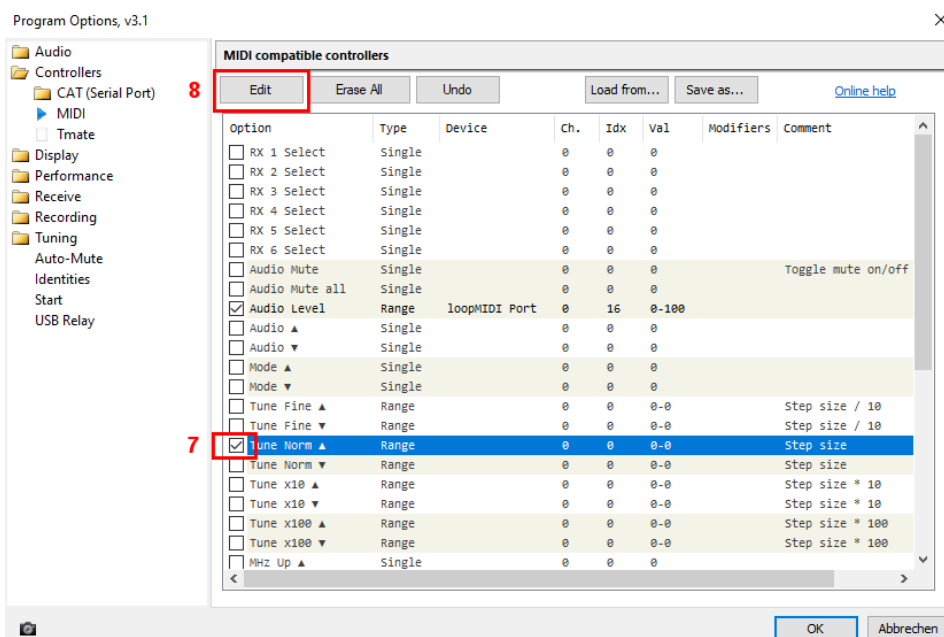 Program Options, v3.1
Audio
Controllers
CAT (Serial Port)
MIDI
Tmate
Display
Performance
Receive
Recording
Tuning
Auto-Mute
Identities
Start
USB Relay
MIDI compatible controllers
8 Edit Erase All Undo Load from... Save as... Online help
Option Type Device Ch. Idx Val Modifiers Comment
RX 1 Select Single 0 0 0
RX 2 Select Single 0 0 0
RX 3 Select Single 0 0 0
RX 4 Select Single 0 0 0
RX 5 Select Single 0 0 0
RX 6 Select Single 0 0 0
Audio Mute Single 0 0 0 Toggle mute on/off
Audio Mute all Single 0 0 0
Audio Level Range loopMIDI Port 0 16 0-100
Audio ▲ Single 0 0 0
Audio ▼ Single 0 0 0
Mode ▲ Single 0 0 0
Mode ▼ Single 0 0 0
Tune Fine ▲ Range 0 0 0-0 Step size / 10
Tune Fine ▼ Range 0 0 0-0 Step size / 10
7 Tune Norm ▲ Range 0 0 0-0 Step size
Tune Norm ▼ Range 0 0 0-0 Step size
Tune x10 ▲ Range 0 0 0-0 Step size * 10
Tune x10 ▼ Range 0 0 0-0 Step size * 10
Tune x100 ▲ Range 0 0 0-0 Step size * 100
Tune x100 ▼ Range 0 0 0-0 Step size * 100
MHz Up ▲ Single 0 0 0
OK Abbrechen